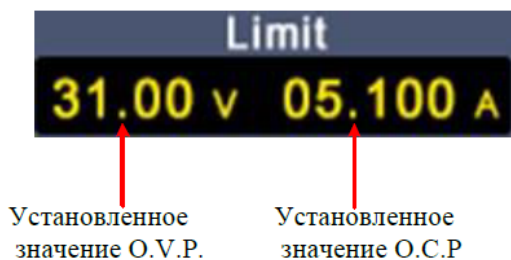 Limit
31.00 V 05.100 A
Установленное
значение O.V.P.
Установленное
значение O.C.P